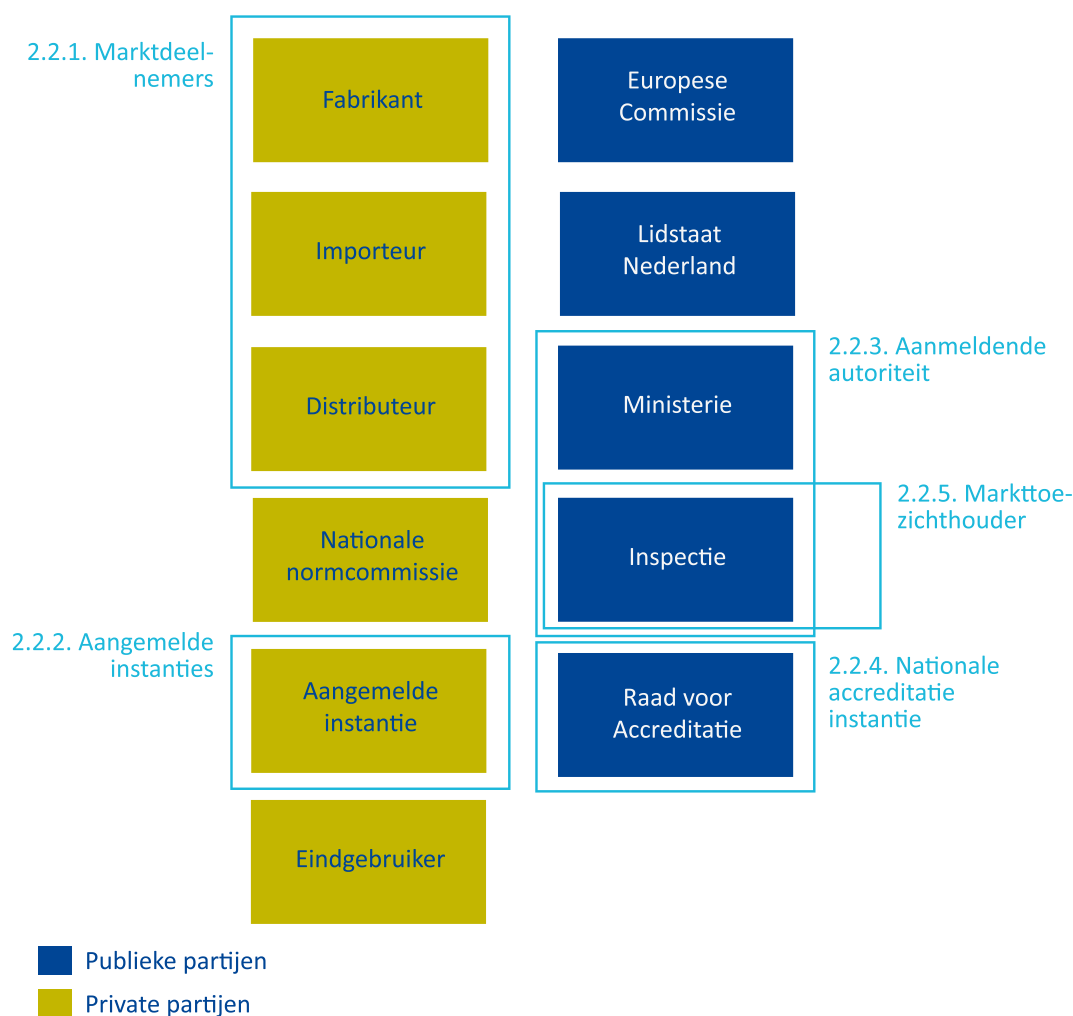 2.2.1. Marktdeel-
nemers
Fabrikant
Importeur
Distributeur
Nationale
normcommissie
2.2.2. Aangemelde
instanties
Aangemelde
instantie
Eindgebruiker
Europese
Commissie
Lidstaat
Nederland
2.2.3. Aanmeldende
autoriteit
Ministerie
2.2.5. Markttoe-
zichthouder
Inspectie
2.2.4. Nationale
accreditatie
instantie
Raad voor
Accreditatie
Publieke partijen
Private partijen